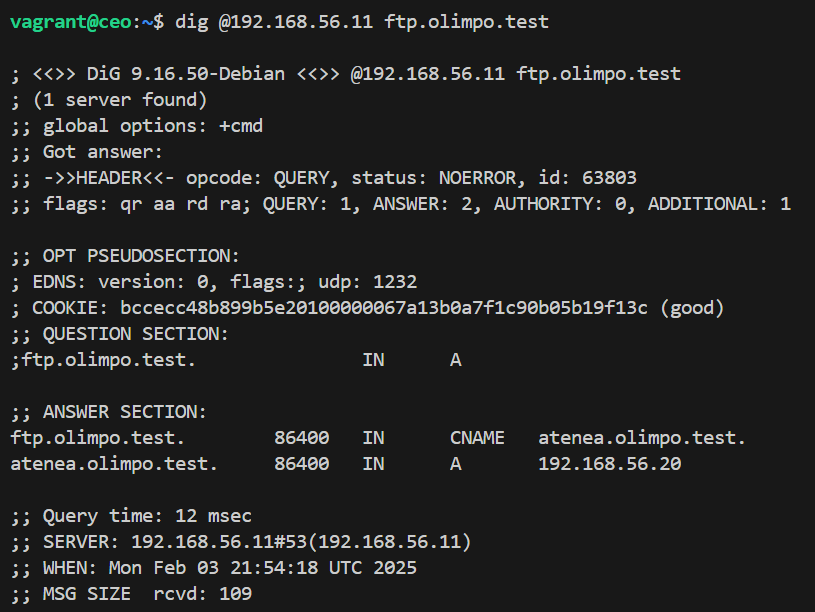 vagrant@ceo:~$ dig @192.168.56.11 ftp.olimpo.test
; <<>> DiG 9.16.50-Debian <<>> @192.168.56.11 ftp.olimpo.test
; (1 server found)
;; global options: +cmd
;; Got answer:
;; ->>HEADER<<- opcode: QUERY, status: NOERROR, id: 63803
;; flags: qr aa rd ra; QUERY: 1, ANSWER: 2, AUTHORITY: 0, ADDITIONAL: 1
;; OPT PSEUDOSECTION:
; EDNS: version: 0, flags:; udp: 1232
; COOKIE: bccecc48b899b5e20100000067a13b0a7f1c90b05b19f13c (good)
;; QUESTION SECTION:
;ftp.olimpo.test. IN A
;; ANSWER SECTION:
ftp.olimpo.test. 86400 IN CNAME atenea.olimpo.test.
atenea.olimpo.test. 86400 IN A 192.168.56.20
;; Query time: 12 msec
;; SERVER: 192.168.56.11#53(192.168.56.11)
;; WHEN: Mon Feb 03 21:54:18 UTC 2025
;; MSG SIZE rcvd: 109